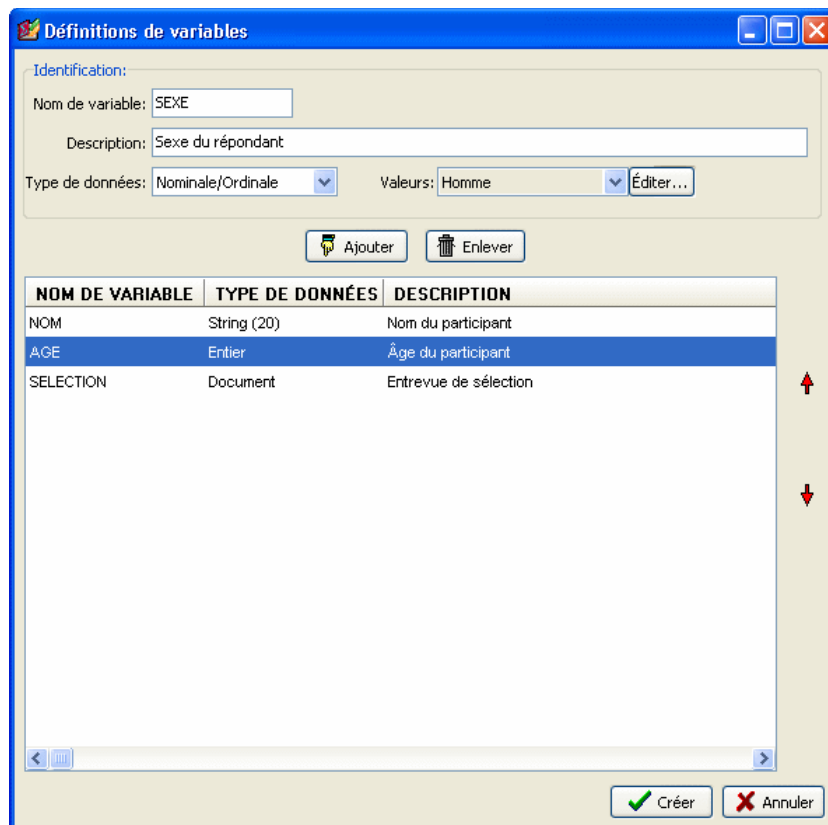 Définitions de variables
Identification:
Nom de variable: SEXE
Description: Sexe du répondant
Type de données: Nominale/Ordinale Valeurs: Homme Éditer...
Ajouter Enlever
NOM DE VARIABLE TYPE DE DONNÉES DESCRIPTION
NOM String (20) Nom du participant
AGE Entier Âge du participant
SELECTION Document Entrevue de sélection
Créer Annuler